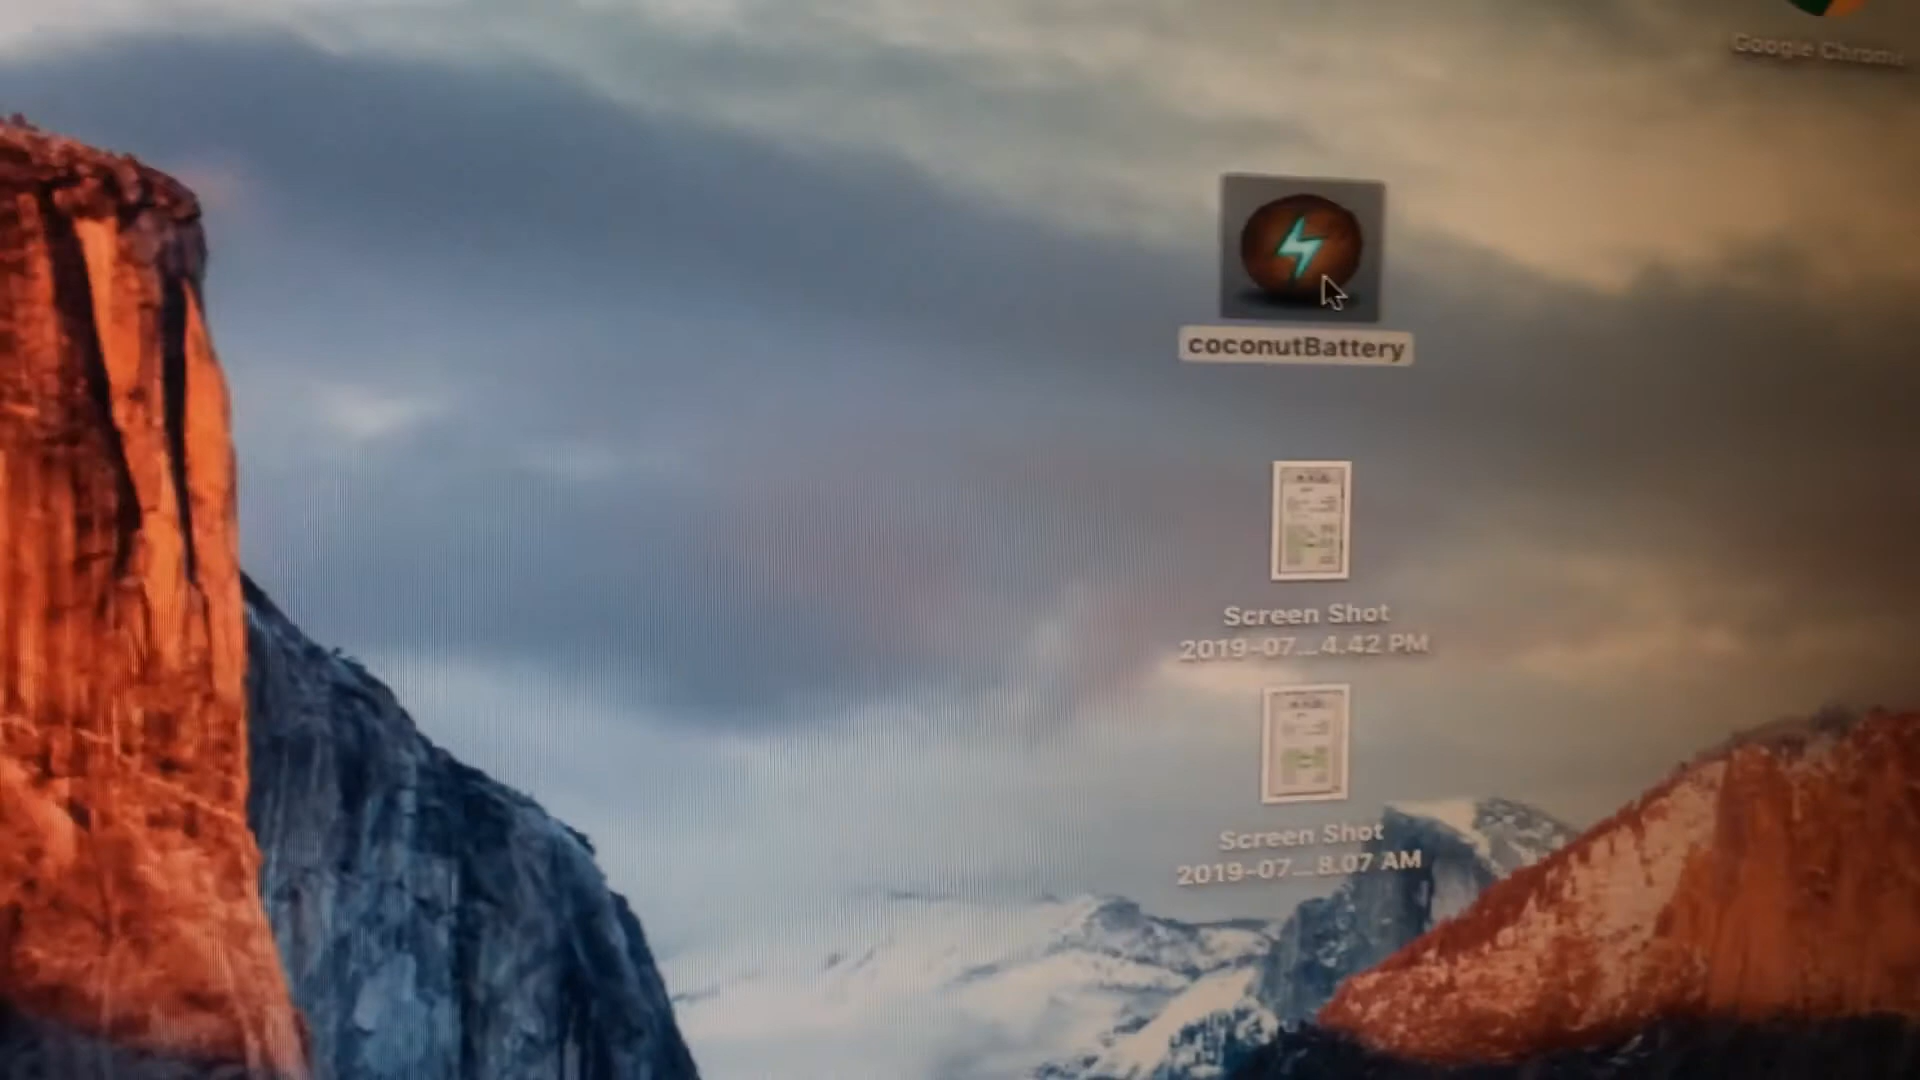 Google Chrome
coconutBattery
Screen Shot
2019-07...4.42 PM
Screen Shot
2019-07...8.07 AM